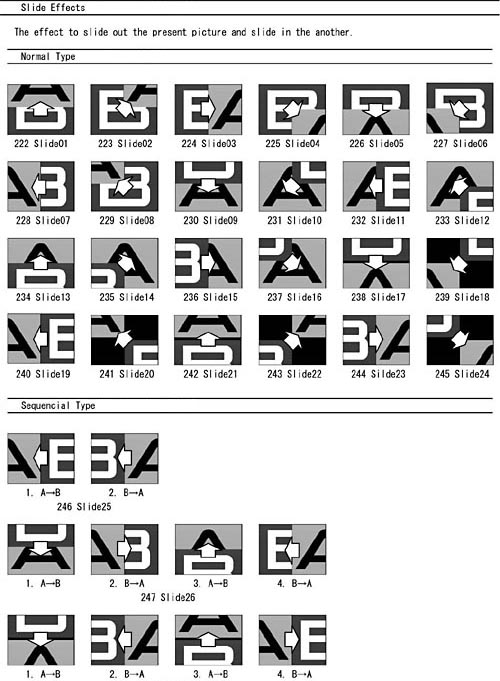 Slide Effects
The effect to slide out the present picture and slide in the another.
Normal Type
222 Slide01 223 Slide02 224 Slide03 225 Slide04 226 Slide05 227 Slide06
228 Slide07 229 Slide08 230 Slide09 231 Slide10 232 Slide11 233 Slide12
234 Slide13 235 Slide14 236 Slide15 237 Slide16 238 Slide17 239 Slide18
240 Slide19 241 Slide20 242 Slide21 243 Slide22 244 Silde23 245 Slide24
Sequencial Type
1. A→B 2. B→A
246 Slide25
1. A→B 2. B→A 3. A→B 4. B→A
247 Slide26
1. A→B 2. B→A 3. A→B 4. B→A